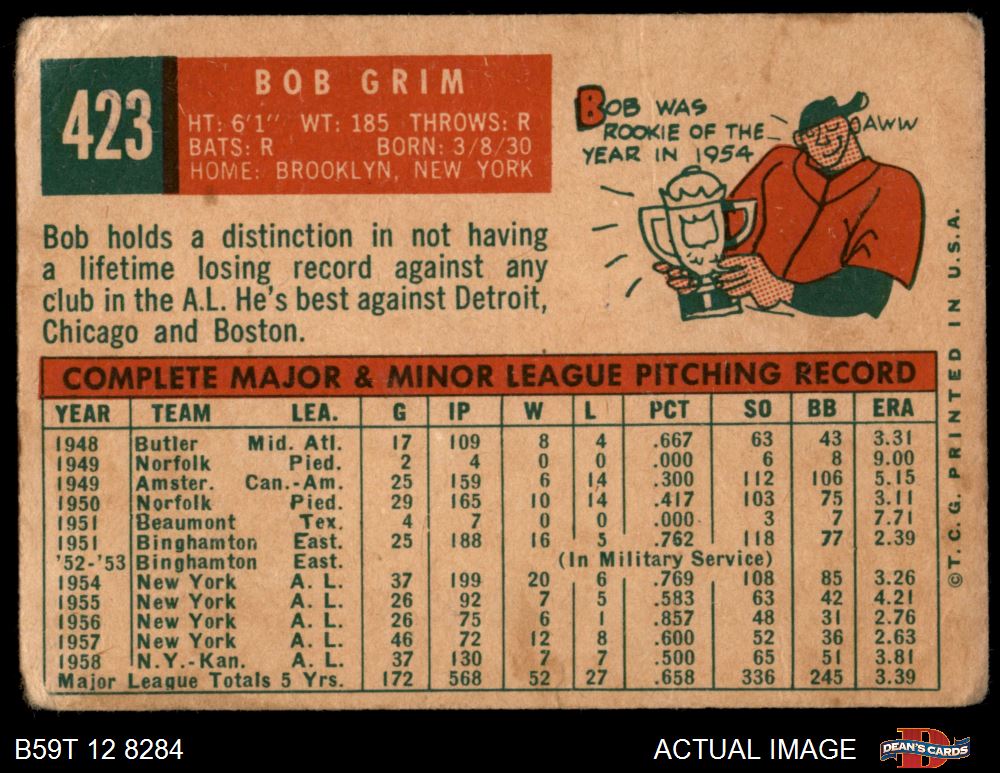 423
BOB GRIM
HT: 6'1" WT: 185 THROWS: R
BATS: R BORN: 3/8/30
HOME: BROOKLYN, NEW YORK
BOB WAS
ROOKIE OF THE
YEAR IN 1954
AWW
Bob holds a distinction in not having
a lifetime losing record against any
club in the A.L. He's best against Detroit,
Chicago and Boston.
COMPLETE MAJOR & MINOR LEAGUE PITCHING RECORD
YEAR TEAM LEA. G IP W L PCT SO BB ERA
1948 Butler Mid. Atl. 17 109 8 4 .667 63 43 3.31
1949 Norfolk Pied. 2 4 0 0 .000 6 8 9.00
1949 Amster. Can.-Am. 25 159 6 14 .300 112 106 5.15
1950 Norfolk Pied. 29 165 10 14 .417 103 75 3.11
1951 Beaumont Tex. 4 7 0 0 .000 3 7 7.71
1951 Binghamton East. 25 188 16 5 .762 118 77 2.39
'52-'53 Binghamton East. (In Military Service)
1954 New York A. L. 37 199 20 6 .769 108 85 3.26
1955 New York A. L. 26 92 7 5 .583 63 42 4.21
1956 New York A. L. 26 75 6 1 .857 48 31 2.76
1957 New York A. L. 46 72 12 8 .600 52 36 2.63
1958 N.Y.-Kan. A. L. 37 130 7 7 .500 65 51 3.81
Major League Totals 5 Yrs. 172 568 52 27 .658 336 245 3.39
©T. C. G. PRINTED IN U.S.A.
B59T 12 8284
ACTUAL IMAGE
DEAN'S CARDS